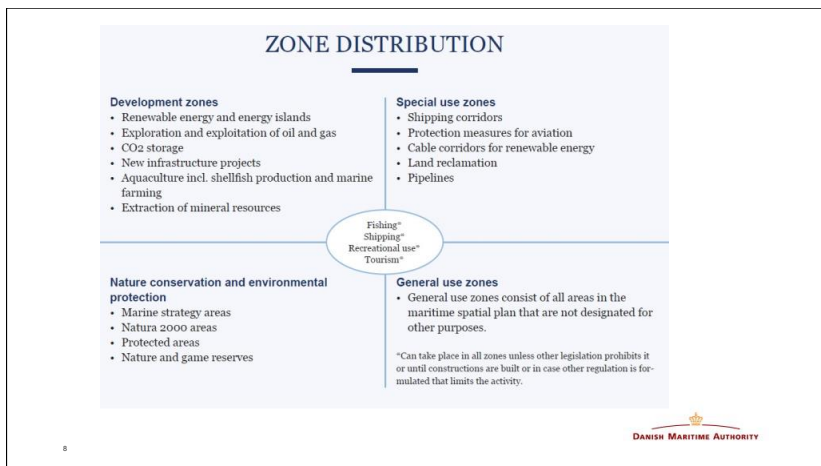 ZONE DISTRIBUTION
Development zones
• Renewable energy and energy islands
• Exploration and exploitation of oil and gas
• CO2 storage
• New infrastructure projects
• Aquaculture incl. shellfish production and marine
farming
• Extraction of mineral resources
Special use zones
• Shipping corridors
• Protection measures for aviation
• Cable corridors for renewable energy
• Land reclamation
• Pipelines
Fishing*
Shipping*
Recreational use*
Tourism*
Nature conservation and environmental
protection
• Marine strategy areas
• Natura 2000 areas
• Protected areas
• Nature and game reserves
General use zones
• General use zones consist of all areas in the
maritime spatial plan that are not designated for
other purposes.
*Can take place in all zones unless other legislation prohibits it
or until constructions are built or in case other regulation is for-
mulated that limits the activity.
DANISH MARITIME AUTHORITY
8